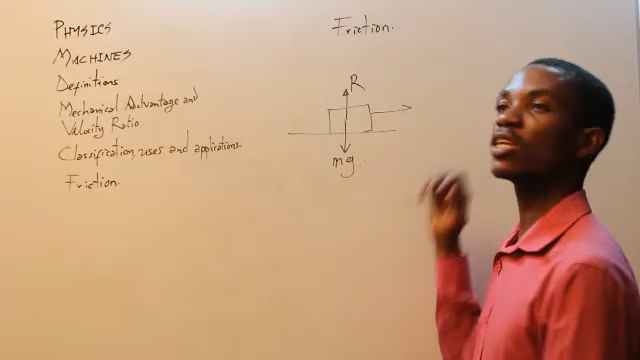 PHYSICS
MACHINES
Definitions
Mechanical Advantage and
Velocity Ratio
Classification, uses and applications.
Friction.
Friction.
R
mg